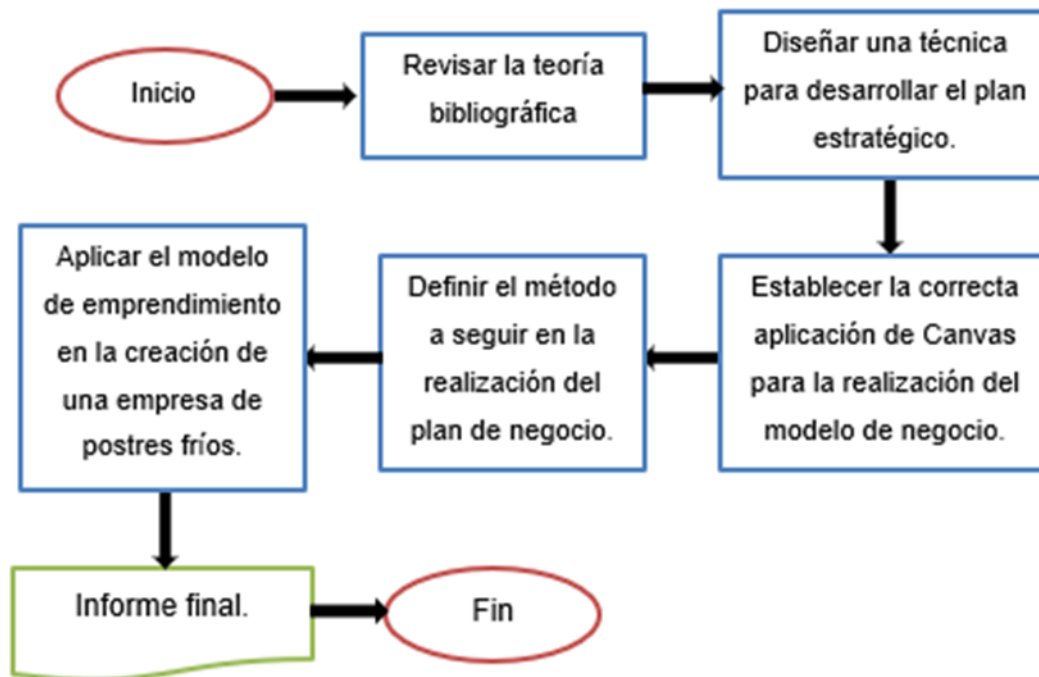 Inicio
Revisar la teoría
bibliográfica
Diseñar una técnica
para desarrollar el plan
estratégico.
Establecer la correcta
aplicación de Canvas
para la realización del
modelo de negocio.
Definir el método
a seguir en la
realización del
plan de negocio.
Aplicar el modelo
de emprendimiento
en la creación de
una empresa de
postres fríos.
Informe final.
Fin